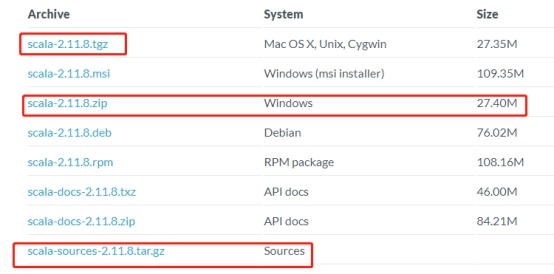 Archive System Size
scala-2.11.8.tgz Mac OS X, Unix, Cygwin 27.35M
scala-2.11.8.msi Windows (msi installer) 109.35M
scala-2.11.8.zip Windows 27.40M
scala-2.11.8.deb Debian 76.02M
scala-2.11.8.rpm RPM package 108.16M
scala-docs-2.11.8.txz API docs 46.00M
scala-docs-2.11.8.zip API docs 84.21M
scala-sources-2.11.8.tar.gz Sources